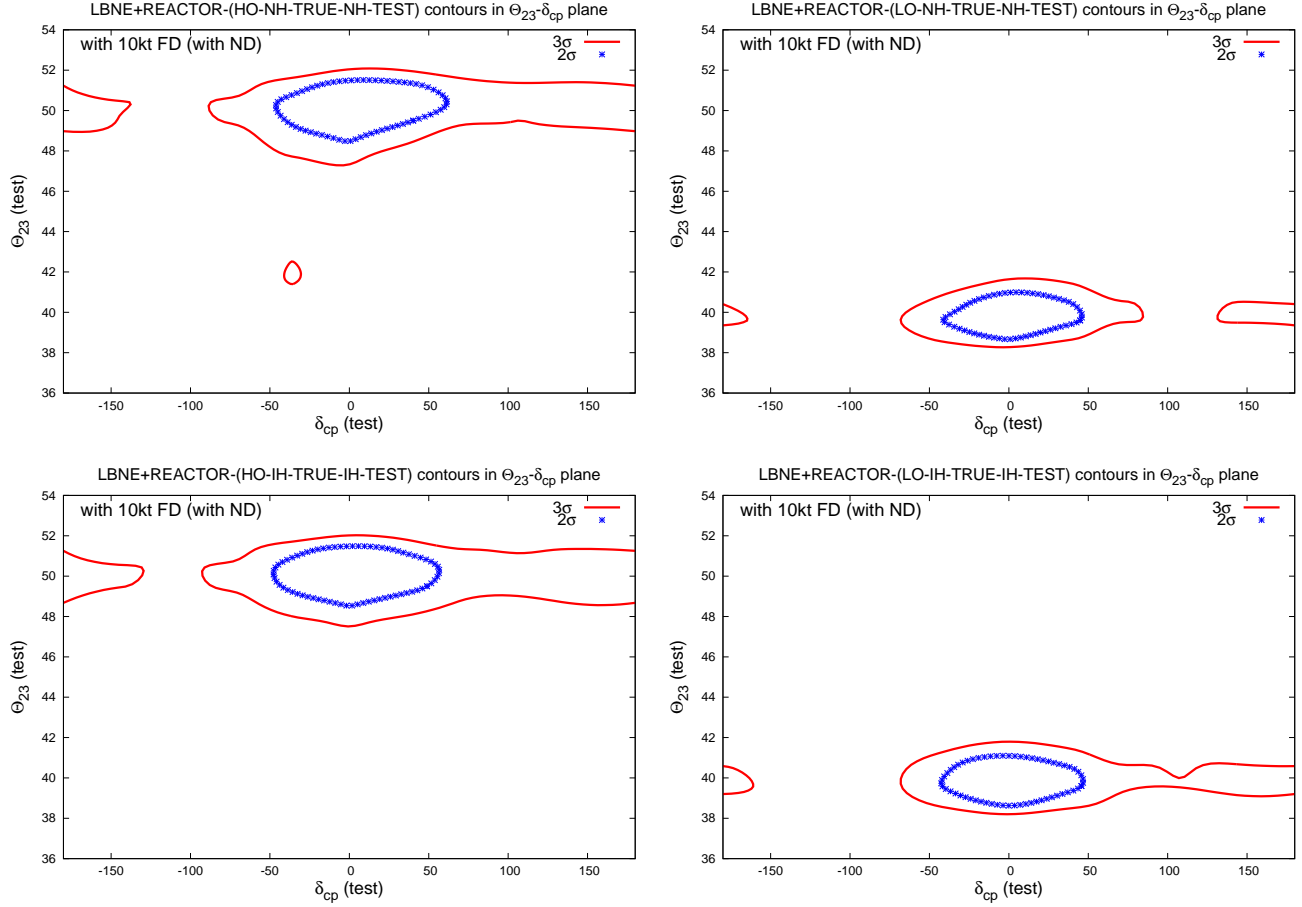 LBNE+REACTOR-(HO-NH-TRUE-NH-TEST) contours in Θ23-δcp plane
with 10kt FD (with ND)
3σ
2σ
54
52
50
48
46
44
42
40
38
36
Θ23 (test)
-150 -100 -50 0 50 100 150
δcp (test)
LBNE+REACTOR-(LO-NH-TRUE-NH-TEST) contours in Θ23-δcp plane
with 10kt FD (with ND)
3σ
2σ
54
52
50
48
46
44
42
40
38
36
Θ23 (test)
-150 -100 -50 0 50 100 150
δcp (test)
LBNE+REACTOR-(HO-IH-TRUE-IH-TEST) contours in Θ23-δcp plane
with 10kt FD (with ND)
3σ
2σ
54
52
50
48
46
44
42
40
38
36
Θ23 (test)
-150 -100 -50 0 50 100 150
δcp (test)
LBNE+REACTOR-(LO-IH-TRUE-IH-TEST) contours in Θ23-δcp plane
with 10kt FD (with ND)
3σ
2σ
54
52
50
48
46
44
42
40
38
36
Θ23 (test)
-150 -100 -50 0 50 100 150
δcp (test)